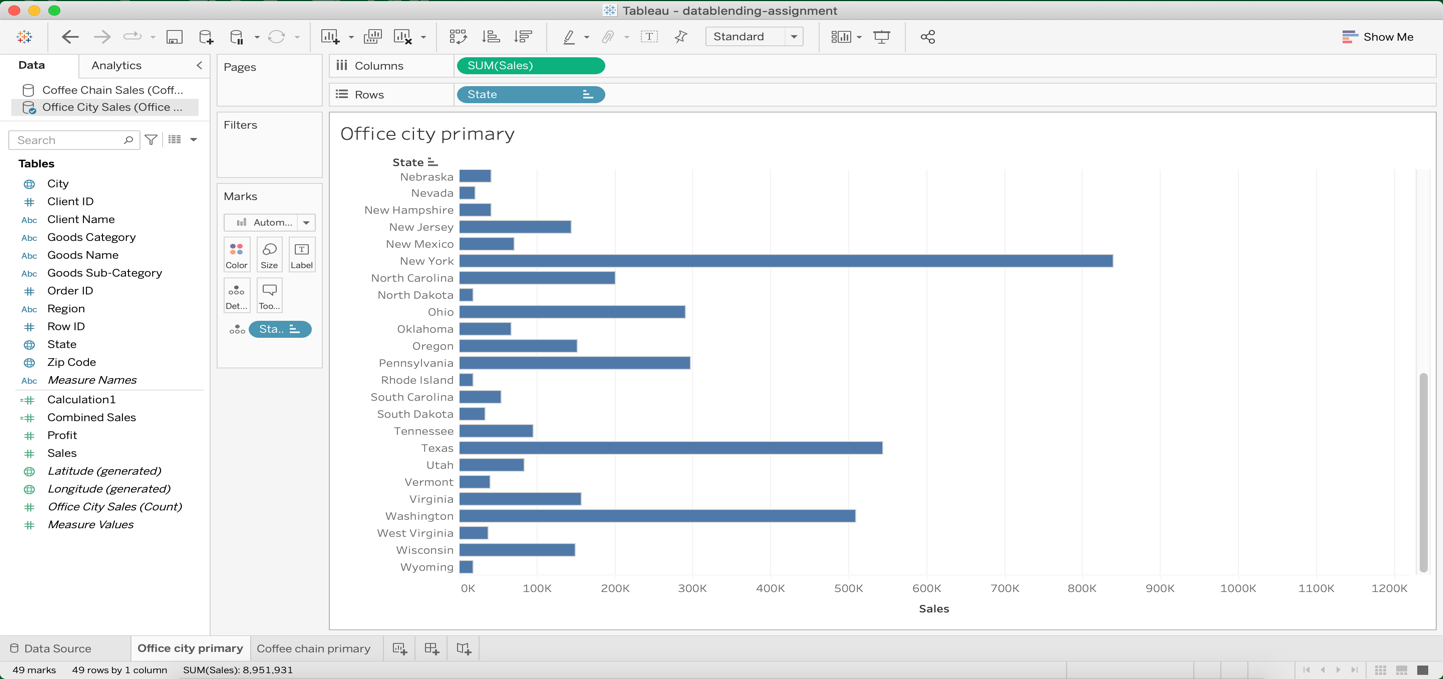 Tableau - datablending-assignment
Standard
Show Me
Data
Analytics
Coffee Chain Sales (Coff...
Office City Sales (Office ...
Search
Tables
City
Client ID
Abc Client Name
Abc Goods Category
Abc Goods Name
Abc Goods Sub-Category
Order ID
Abc Region
Row ID
State
Zip Code
Abc Measure Names
Calculation1
Combined Sales
Profit
Sales
Latitude (generated)
Longitude (generated)
Office City Sales (Count)
Measure Values
Pages
Filters
Marks
Autom...
Color Size Label
Det... Too...
Sta..
Columns SUM(Sales)
Rows State
Office city primary
State
Nebraska
Nevada
New Hampshire
New Jersey
New Mexico
New York
North Carolina
North Dakota
Ohio
Oklahoma
Oregon
Pennsylvania
Rhode Island
South Carolina
South Dakota
Tennessee
Texas
Utah
Vermont
Virginia
Washington
West Virginia
Wisconsin
Wyoming
0K 100K 200K 300K 400K 500K 600K 700K 800K 900K 1000K 1100K 1200K
Sales
Data Source Office city primary Coffee chain primary
49 marks 49 rows by 1 column SUM(Sales): 8,951,931